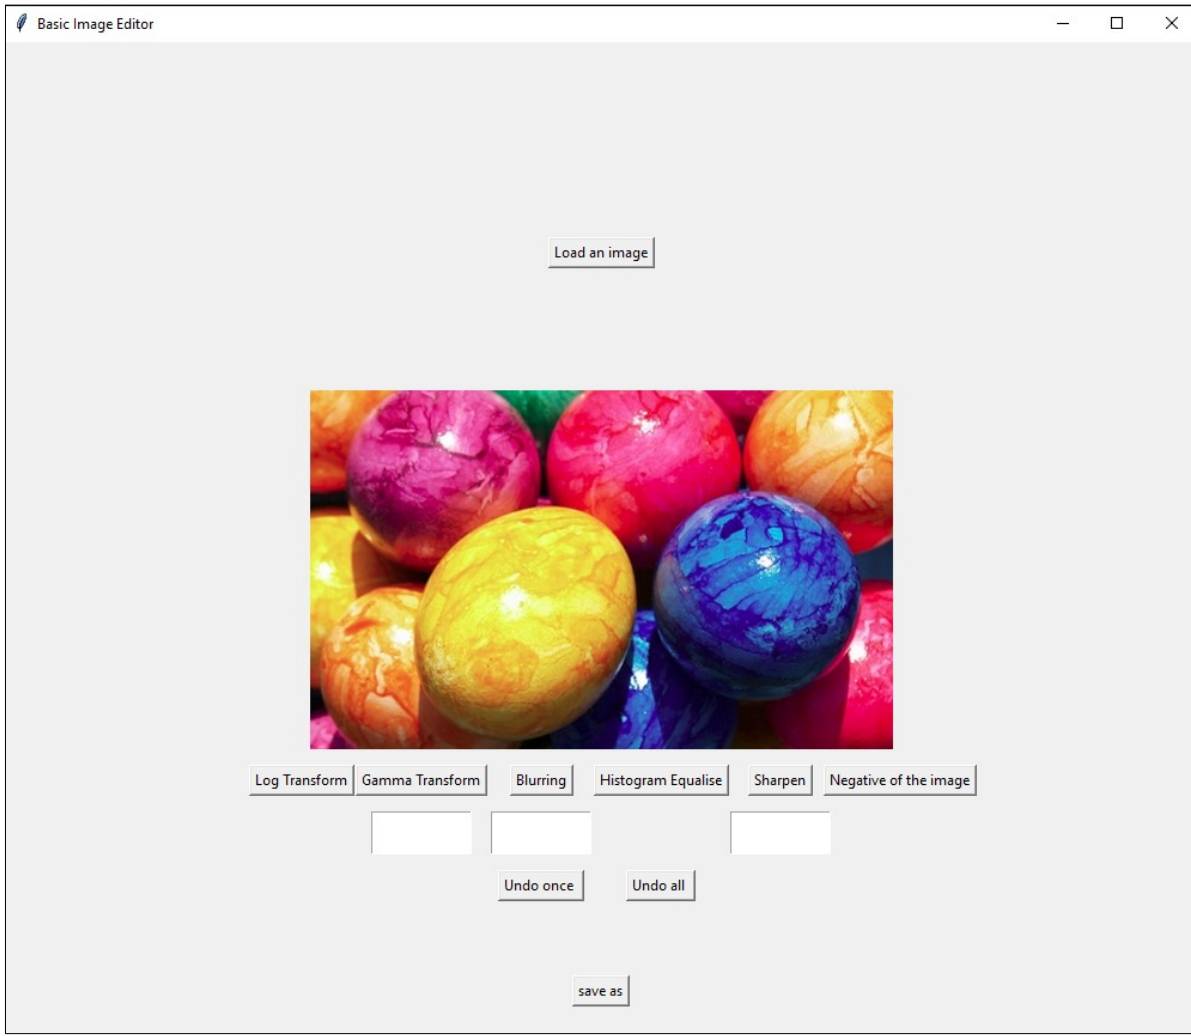 Basic Image Editor
Load an image
Log Transform Gamma Transform Blurring Histogram Equalise Sharpen Negative of the image
Undo once Undo all
save as